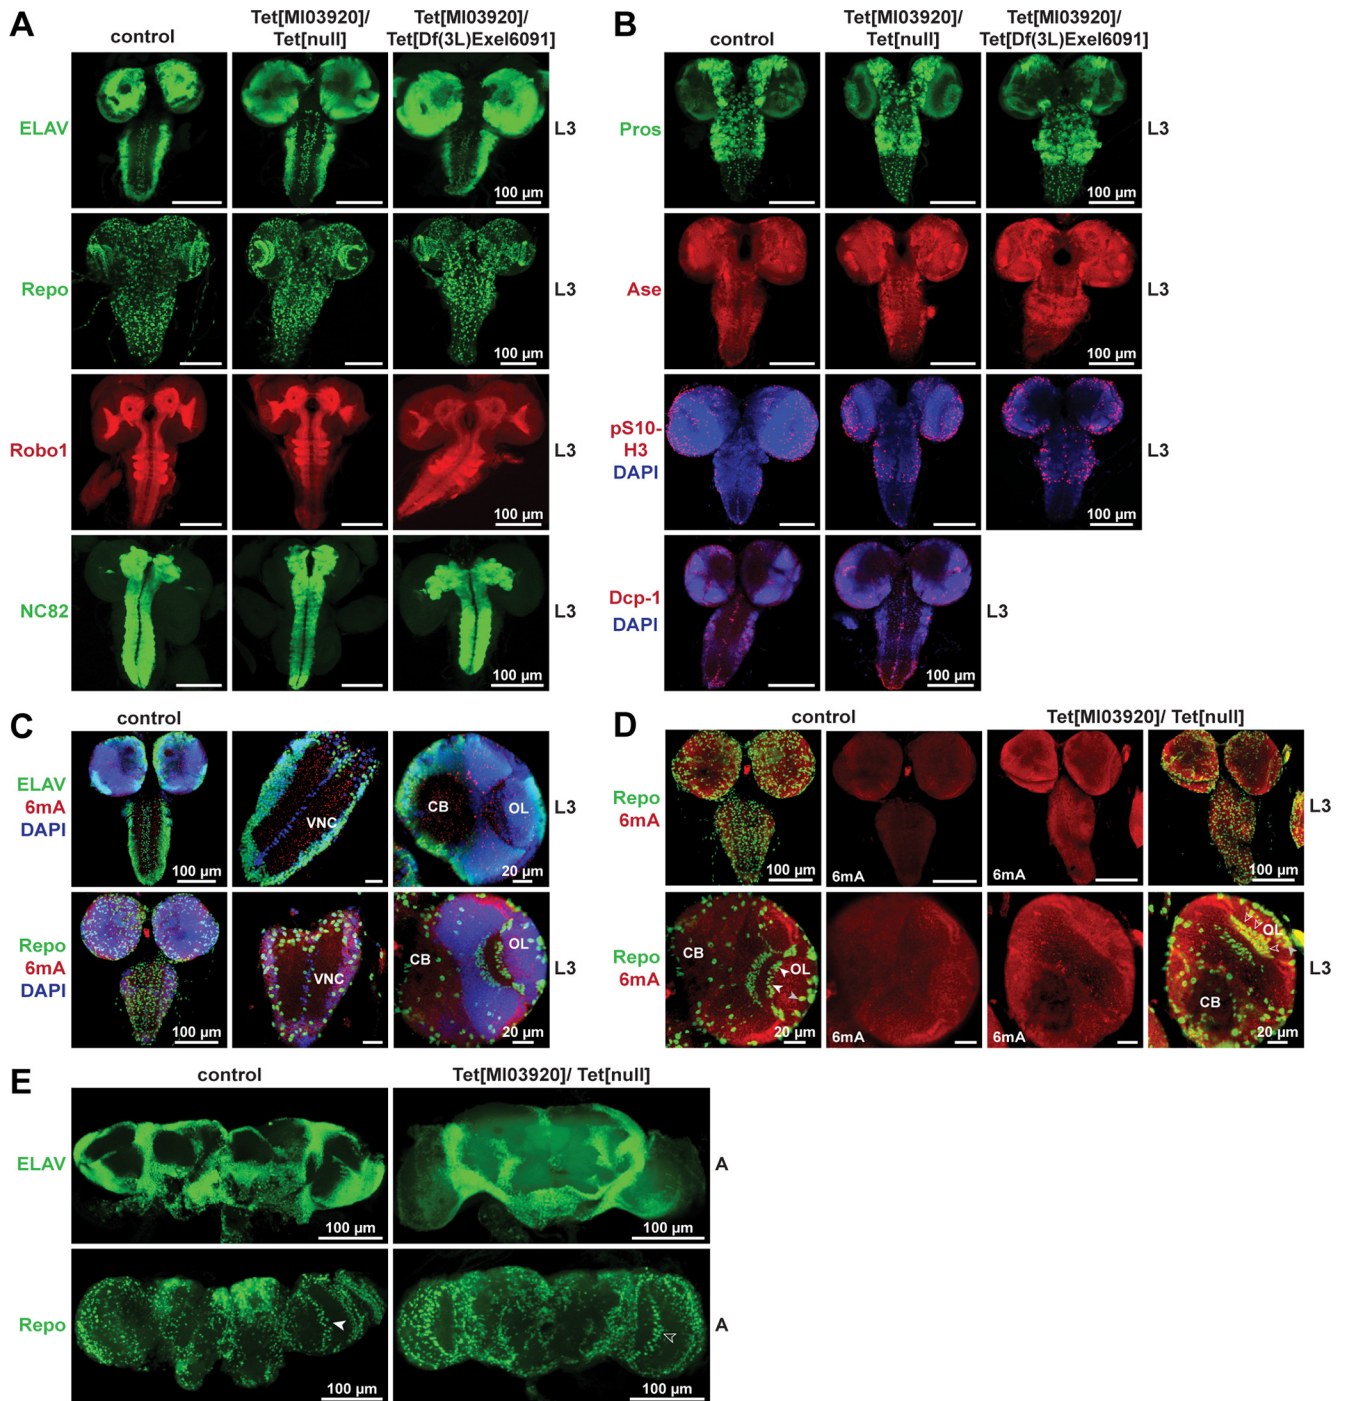 A
control
Tet[MI03920]/
Tet[null]
Tet[MI03920]/
Tet[Df(3L)Exel6091]
ELAV
L3
100 µm
Repo
L3
100 µm
Robo1
L3
100 µm
NC82
L3
100 µm
B
control
Tet[MI03920]/
Tet[null]
Tet[MI03920]/
Tet[Df(3L)Exel6091]
Pros
L3
100 µm
Ase
L3
100 µm
pS10-
H3
DAPI
L3
100 µm
Dcp-1
DAPI
L3
100 µm
C
control
ELAV
6mA
DAPI
100 µm
VNC
CB
OL
20 µm
L3
Repo
6mA
DAPI
100 µm
VNC
CB
OL
20 µm
L3
D
control
Tet[MI03920]/ Tet[null]
Repo
6mA
100 µm
6mA
6mA
100 µm
L3
Repo
6mA
CB
OL
20 µm
6mA
6mA
OL
CB
20 µm
L3
E
control
Tet[MI03920]/ Tet[null]
ELAV
100 µm
100 µm
A
Repo
100 µm
100 µm
A